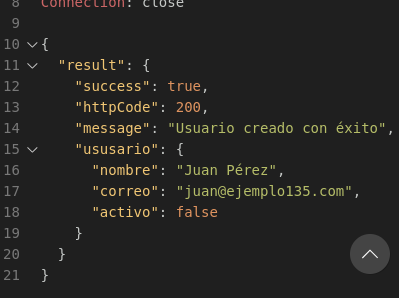 8 Connection: close
9
10 {
11 "result": {
12 "success": true,
13 "httpCode": 200,
14 "message": "Usuario creado con éxito",
15 "ususario": {
16 "nombre": "Juan Pérez",
17 "correo": "juan@ejemplo135.com",
18 "activo": false
19 }
20 }
21 }